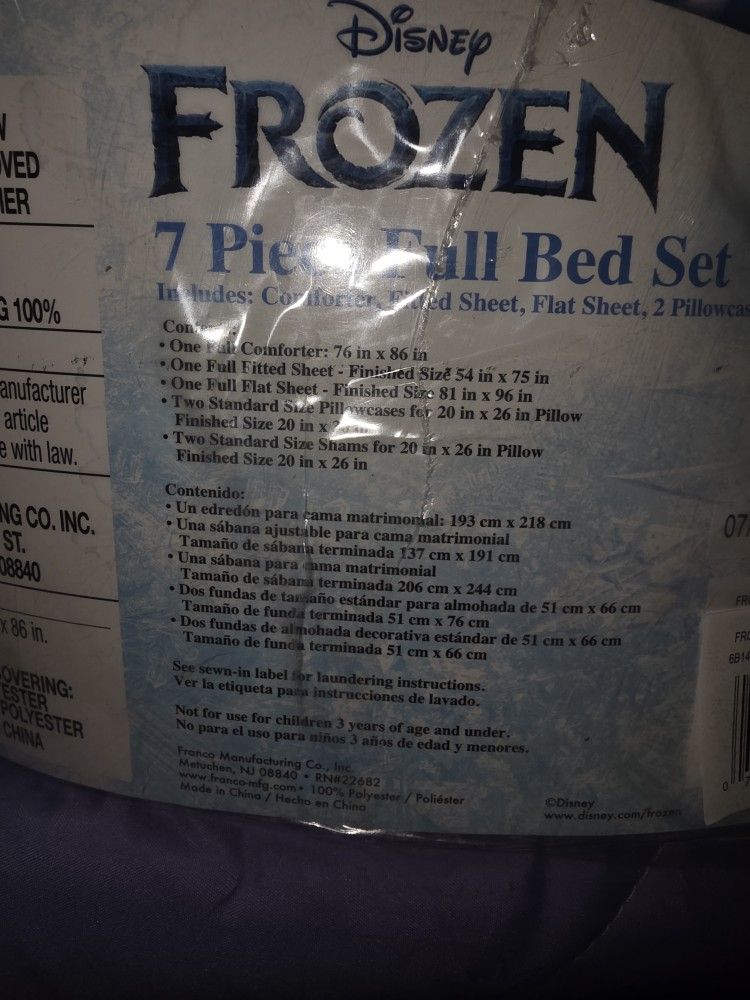 DISNEY
FROZEN
7 Full Bed Set
Includes: Comforter, Fitted Sheet, Flat Sheet, 2 Pillowcas
• One Full Comforter: 76 in x 86 in
• One Full Fitted Sheet - Finished Size 54 in x 75 in
• One Full Flat Sheet - Finished Size 81 in x 96 in
• Two Standard Size Pillowcases for 20 in x 26 in Pillow
Finished Size 20 in x
• Two Standard Size Shams for 20 in x 26 in Pillow
Finished Size 20 in x 26 in
Contenido:
• Un edredón para cama matrimonial: 193 cm x 218 cm
• Una sábana ajustable para cama matrimonial
Tamaño de sábana terminada 137 cm x 191 cm
• Una sábana para cama matrimonial
Tamaño de sábana terminada 206 cm x 244 cm
• Dos fundas de tamaño estándar para almohada de 51 cm x 66 cm
Tamaño de funda terminada 51 cm x 76 cm
• Dos fundas de almohada decorativa estándar de 51 cm x 66 cm
Tamaño de funda terminada 51 cm x 66 cm
See sewn-in label for laundering instructions.
Ver la etiqueta para instrucciones de lavado.
Not for use for children 3 years of age and under.
No para el uso para niños 3 años de edad y menores.
Franco Manufacturing Co., Inc.
Metuchen, NJ 08840 • RN#22682
www.franco-mfg.com • 100% Polyester / Poliéster
Made in China / Hecho en China
©Disney
www.disney.com/frozen
OVED
IER
G 100%
anufacturer
article
e with law.
NG CO. INC.
ST.
08840
x 86 in.
OVERING:
ESTER
POLYESTER
CHINA
07
FR
FRO
6B14
0